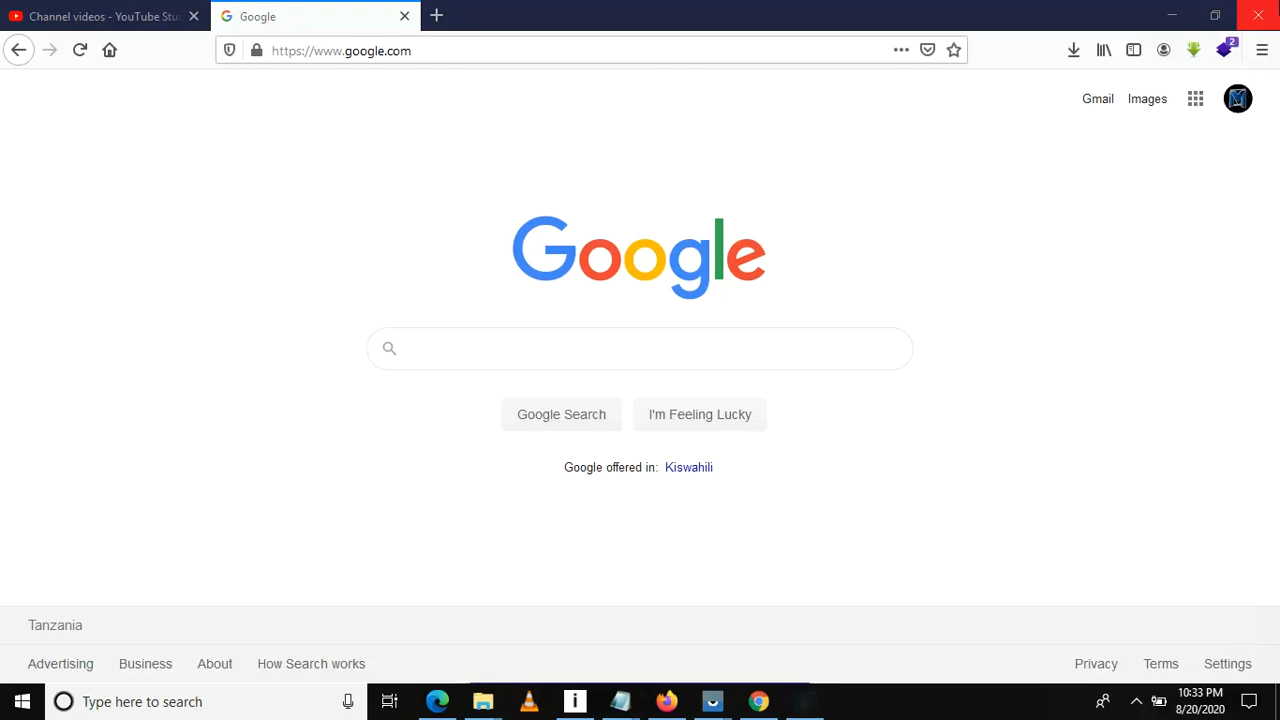 Channel videos - YouTube Stu
Google
https://www.google.com
2
Gmail Images
Google
Google Search I'm Feeling Lucky
Google offered in: Kiswahili
Tanzania
Advertising Business About How Search works
Privacy Terms Settings
Type here to search
10:33 PM
8/20/2020